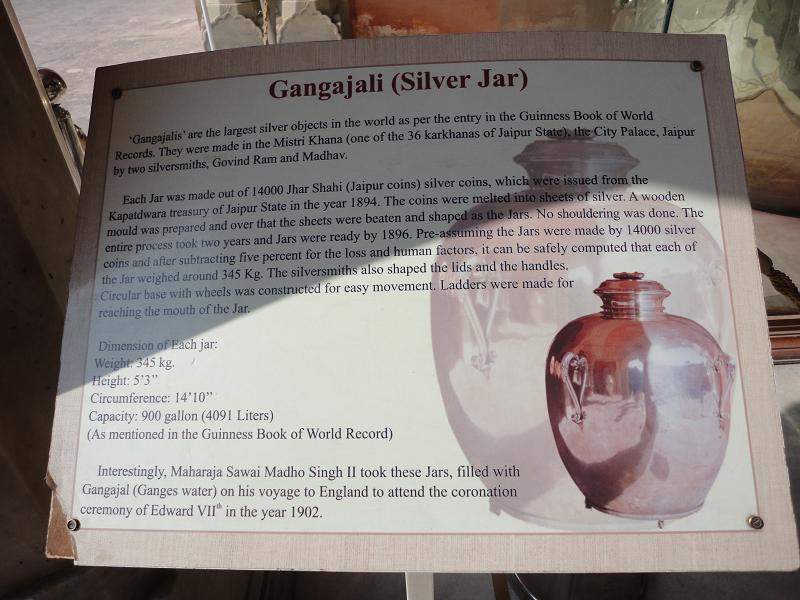 Gangajali (Silver Jar)
'Gangajalis' are the largest silver objects in the world as per the entry in the Guinness Book of World
Records. They were made in the Mistri Khana (one of the 36 karkhanas of Jaipur State), the City Palace, Jaipur
by two silversmiths, Govind Ram and Madhav.
Each Jar was made out of 14000 Jhar Shahi (Jaipur coins) silver coins, which were issued from the
Kapatdwara treasury of Jaipur State in the year 1894. The coins were melted into sheets of silver. A wooden
mould was prepared and over that the sheets were beaten and shaped as the Jars. No shouldering was done. The
entire process took two years and Jars were ready by 1896. Pre-assuming the Jars were made by 14000 silver
coins and after subtracting five percent for the loss and human factors, it can be safely computed that each of
the Jar weighed around 345 Kg. The silversmiths also shaped the lids and the handles.
Circular base with wheels was constructed for easy movement. Ladders were made for
reaching the mouth of the Jar.
Dimension of Each jar:
Weight: 345 kg.
Height: 5'3''
Circumference: 14'10''
Capacity: 900 gallon (4091 Liters)
(As mentioned in the Guinness Book of World Record)
Interestingly, Maharaja Sawai Madho Singh II took these Jars, filled with
Gangajal (Ganges water) on his voyage to England to attend the coronation
ceremony of Edward VIIth in the year 1902.